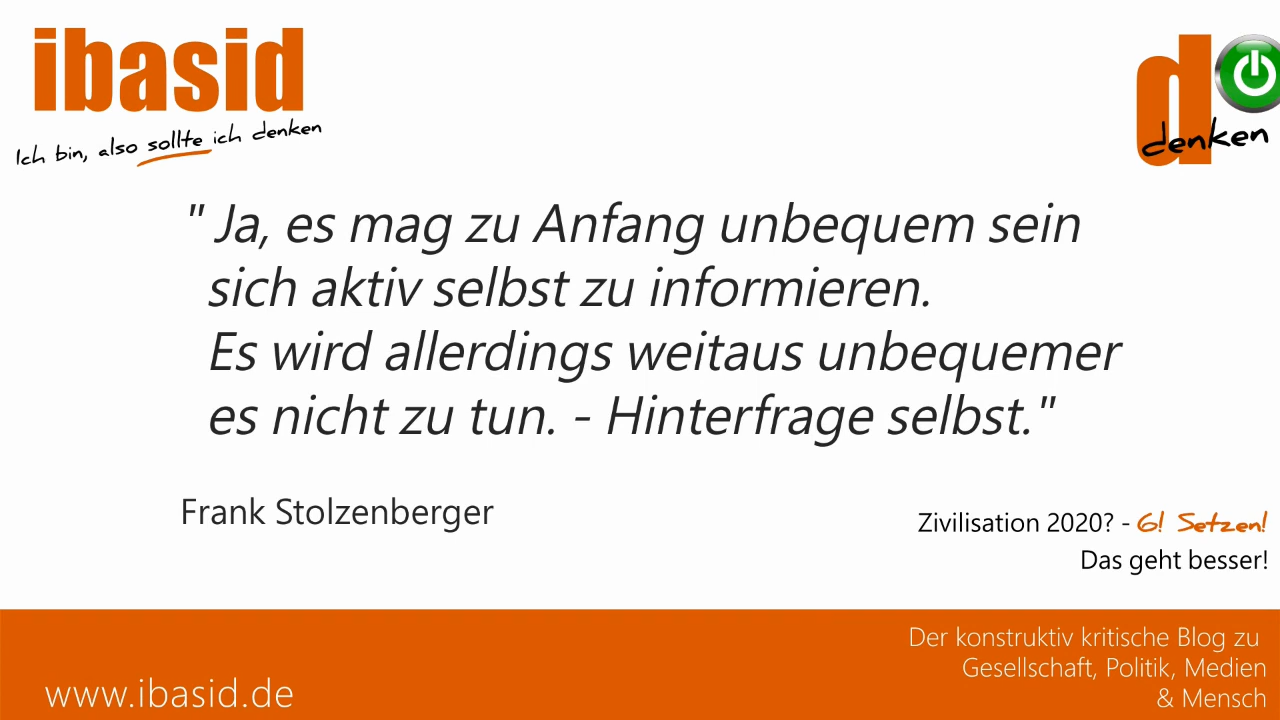 ibasid
Ich bin, also sollte ich denken
d
denken
" Ja, es mag zu Anfang unbequem sein
sich aktiv selbst zu informieren.
Es wird allerdings weitaus unbequemer
es nicht zu tun. - Hinterfrage selbst."
Frank Stolzenberger
Zivilisation 2020? - 6! Setzen!
Das geht besser!
Der konstruktiv kritische Blog zu
Gesellschaft, Politik, Medien
& Mensch
www.ibasid.de